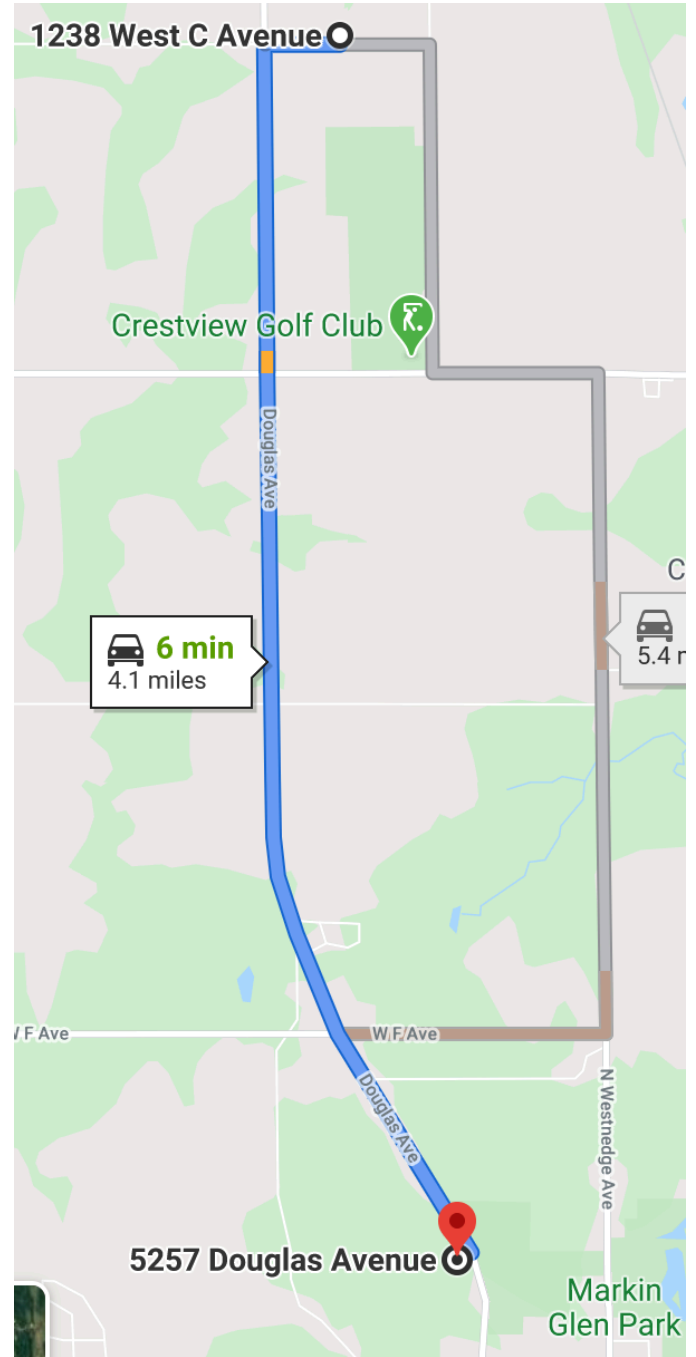 1238 West C Avenue
Crestview Golf Club
Douglas Ave
C
6 min
4.1 miles
5.4 m
W F Ave
W F Ave
Douglas Ave
N Westnedge Ave
5257 Douglas Avenue
Markin
Glen Park